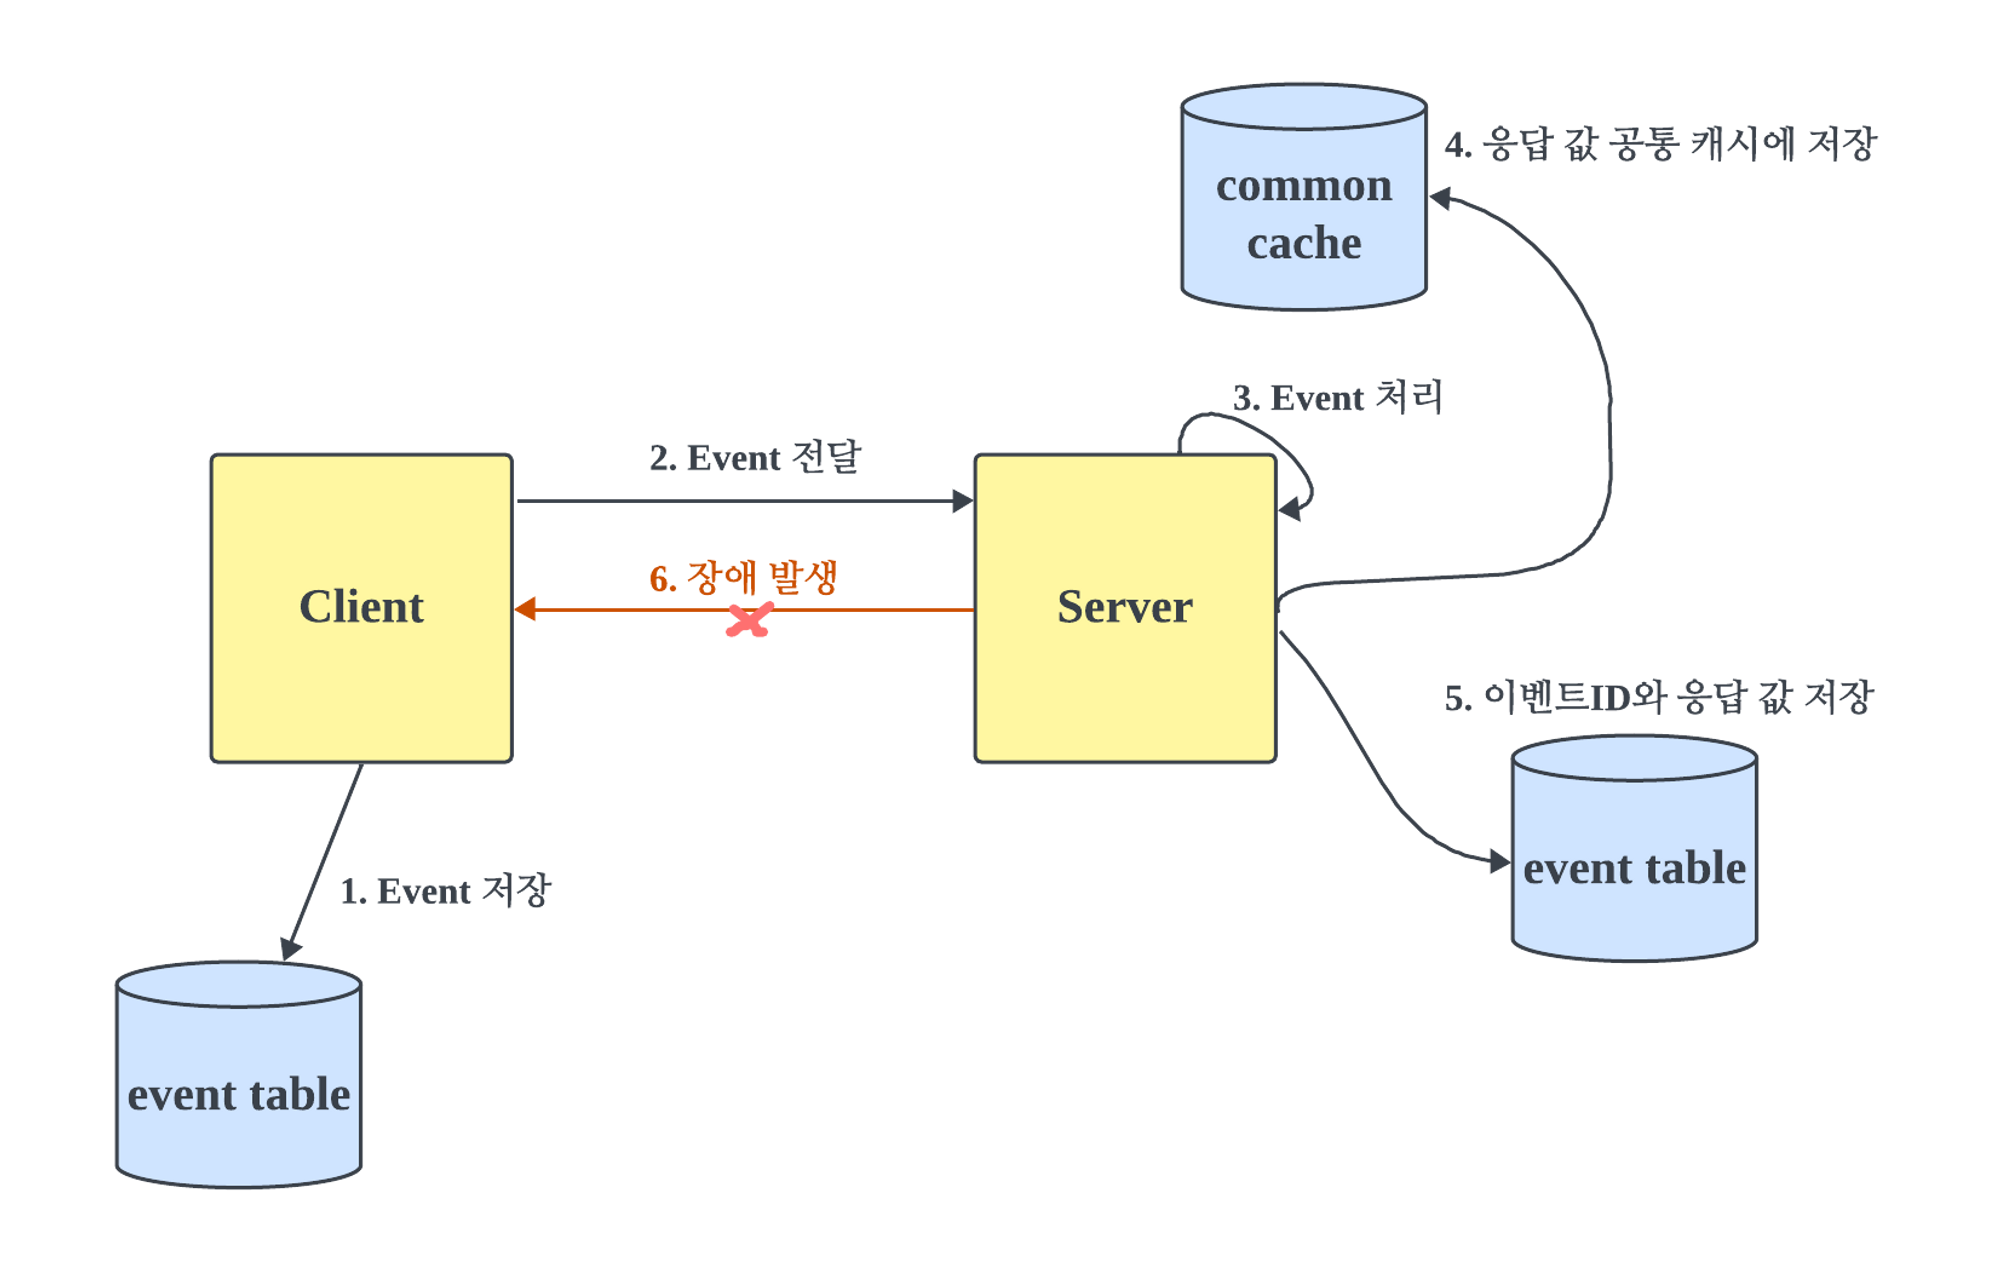 common
cache
4. 응답 값 공통 캐시에 저장
3. Event 처리
2. Event 전달
6. 장애 발생
Client
Server
5. 이벤트ID와 응답 값 저장
event table
1. Event 저장
event table